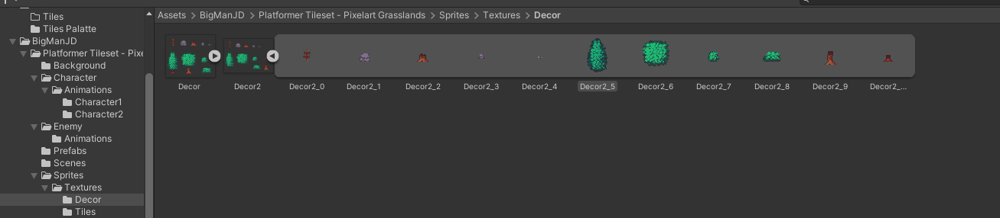 Tiles
Tiles Palatte
BigManJD
Platformer Tileset - Pixe
Background
Character
Animations
Character1
Character2
Enemy
Animations
Prefabs
Scenes
Sprites
Textures
Decor
Tiles
Assets > BigManJD > Platformer Tileset - Pixelart Grasslands > Sprites > Textures > Decor
Decor Decor2 Decor2_0 Decor2_1 Decor2_2 Decor2_3 Decor2_4 Decor2_5 Decor2_6 Decor2_7 Decor2_8 Decor2_9 Decor2_...